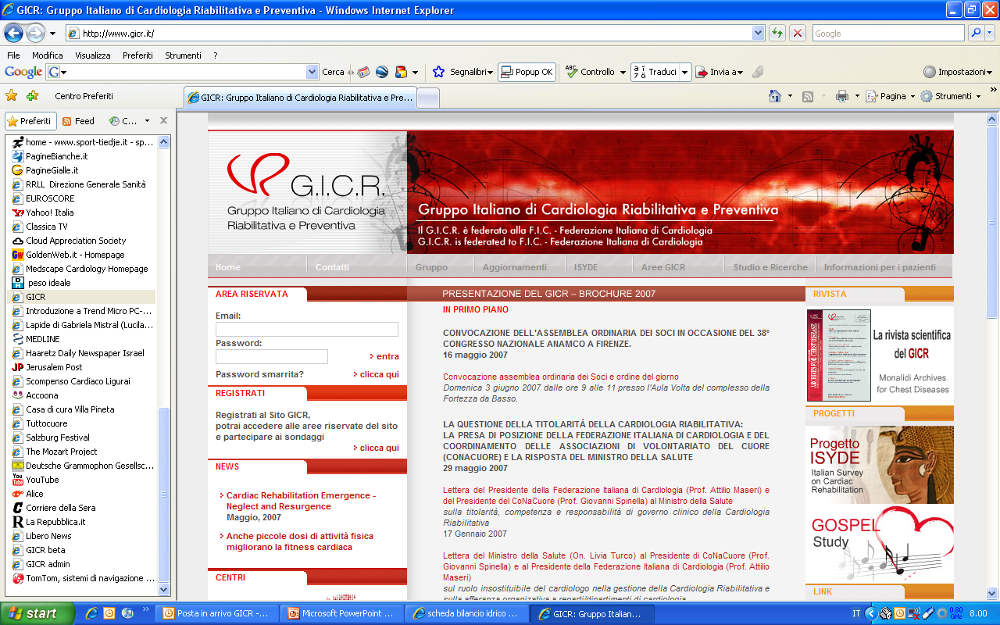 GICR: Gruppo Italiano di Cardiologia Riabilitativa e Preventiva - Windows Internet Explorer
http://www.gicr.it/
Google
File Modifica Visualizza Preferiti Strumenti ?
Google G Cerca Segnalibri Popup OK Controllo Traduci Invia a Impostazioni
Centro Preferiti
GICR: Gruppo Italiano di Cardiologia Riabilitativa e Pre...
Pagina Strumenti
Preferiti Feed C...
home - www.sport-tiedje.it - sp...
PagineBianche.it
PagineGialle.it
RRLL Direzione Generale Sanità
EUROSCORE
Yahoo! Italia
Classica TV
Cloud Appreciation Society
GoldenWeb.it - Homepage
Medscape Cardiology Homepage
peso ideale
GICR
Introduzione a Trend Micro PC-...
Lapide di Gabriela Mistral (Lucila...
MEDLINE
Haaretz Daily Newspaper Israel
Jerusalem Post
Scompenso Cardiaco Ligurai
Accoona
Casa di cura Villa Pineta
Tuttocuore
Salzburg Festival
The Mozart Project
Deutsche Grammophon Gesellsc...
YouTube
Alice
Corriere della Sera
La Repubblica.it
Libero News
GICR beta
GICR admin
TomTom, sistemi di navigazione ...
G.I.C.R.
Gruppo Italiano di Cardiologia
Riabilitativa e Preventiva
Gruppo Italiano di Cardiologia Riabilitativa e Preventiva
Il G.I.C.R. è federato alla F.I.C. - Federazione Italiana di Cardiologia
G.I.C.R. is federated to F.I.C. - Federazione Italiana di Cardiologia
Home Contatti Gruppo Aggiornamenti ISYDE Aree GICR Studio e Ricerche Informazioni per i pazienti
AREA RISERVATA
Email:
Password:
entra
Password smarrita? clicca qui
REGISTRATI
Registrati al Sito GICR,
potrai accedere alle aree riservate del sito
e partecipare ai sondaggi
clicca qui
NEWS
Cardiac Rehabilitation Emergence -
Neglect and Resurgence
Maggio, 2007
Anche piccole dosi di attività fisica
migliorano la fitness cardiaca
CENTRI
PRESENTAZIONE DEL GICR – BROCHURE 2007
IN PRIMO PIANO
CONVOCAZIONE DELL'ASSEMBLEA ORDINARIA DEI SOCI IN OCCASIONE DEL 38°
CONGRESSO NAZIONALE ANAMCO A FIRENZE.
16 maggio 2007
Convocazione assemblea ordinaria dei Soci e ordine del giorno
Domenica 3 giugno 2007 dalle ore 9 alle 11 presso l'Aula Volta del complesso della
Fortezza da Basso.
LA QUESTIONE DELLA TITOLARITÀ DELLA CARDIOLOGIA RIABILITATIVA:
LA PRESA DI POSIZIONE DELLA FEDERAZIONE ITALIANA DI CARDIOLOGIA E DEL
COORDINAMENTO DELLE ASSOCIAZIONI DI VOLONTARIATO DEL CUORE
(CONACUORE) E LA RISPOSTA DEL MINISTRO DELLA SALUTE
29 maggio 2007
Lettera del Presidente della Federazione Italiana di Cardiologia (Prof. Attilio Maseri) e
del Presidente del CoNaCuore (Prof. Giovanni Spinella) al Ministro della Salute
sulla titolarità, competenza e responsabilità di governo clinico della Cardiologia
Riabilitativa
17 Gennaio 2007
Lettera del Ministro della Salute (On. Livia Turco) al Presidente di CoNaCuore (Prof.
Giovanni Spinella) e al Presidente della Federazione Italiana di Cardiologia (Prof. Attilio
Maseri)
sul ruolo insostituibile del cardiologo nella gestione della Cardiologia Riabilitativa e
sulla afferanza organizzativa a reparti/dipartimenti di cardiologia
RIVISTA
ARCHIVES FOR CHEST DISEASE
La rivista scientifica
del GICR
Monaldi Archives
for Chest Diseases
PROGETTI
Progetto
ISYDE
Italian Survey
on Cardiac
Rehabilitation
GOSPEL
Study
LINK
start Posta in arrivo GICR -... Microsoft PowerPoint ... scheda bilancio idrico ... GICR: Gruppo Italian... IT 0.80 GHz 8.00